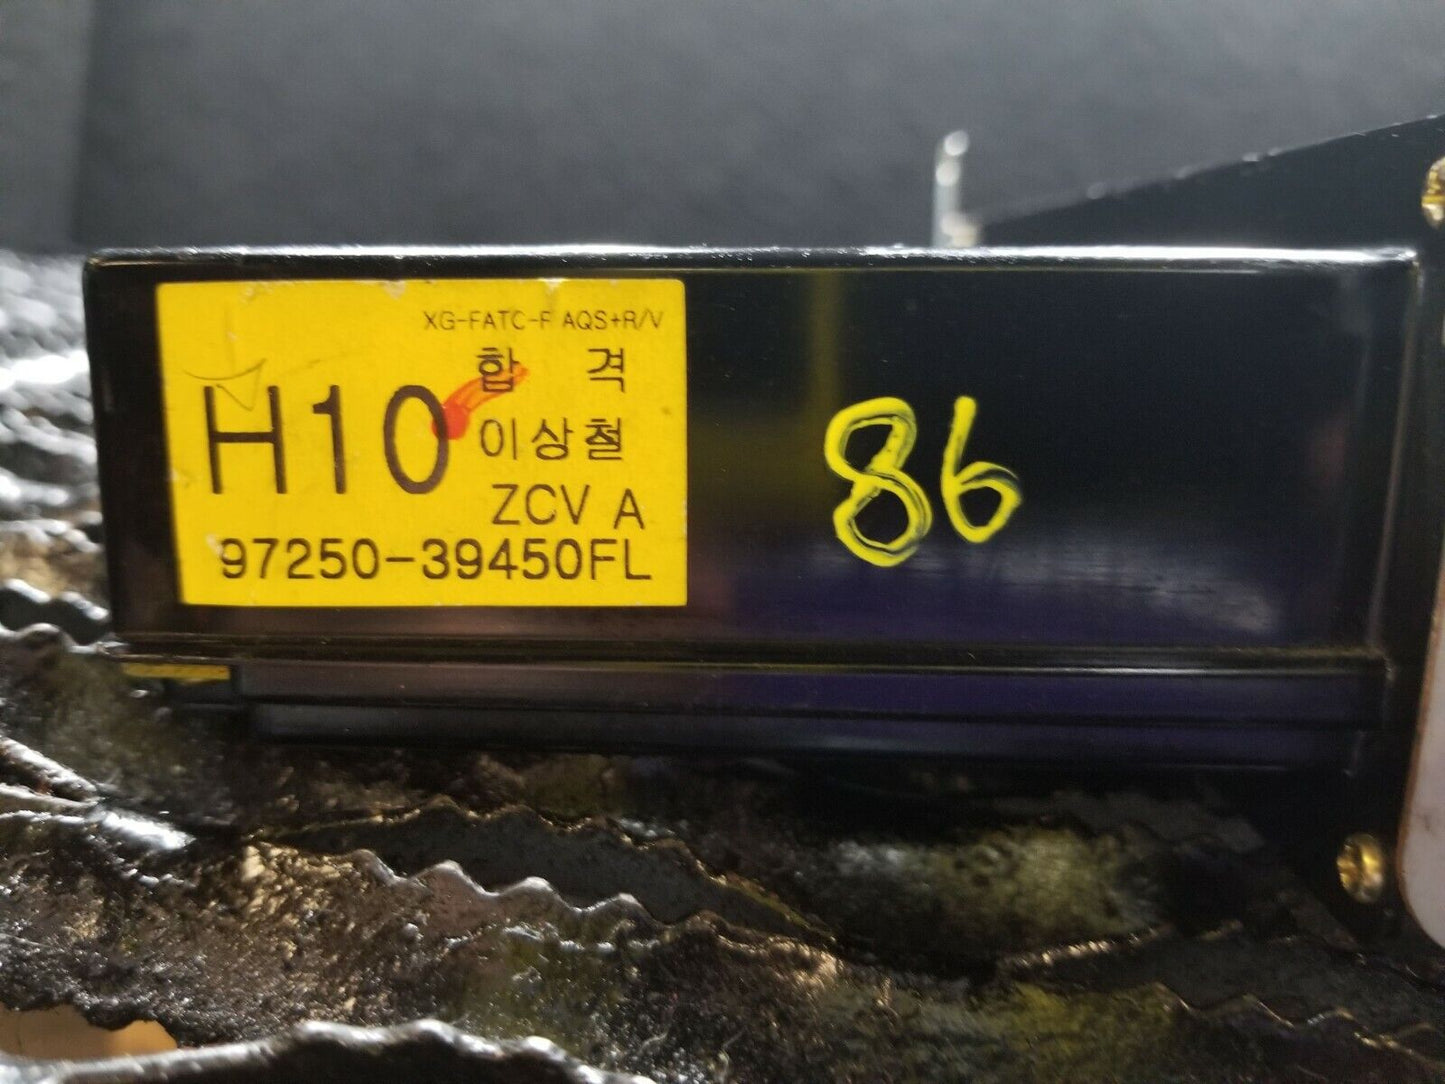 XG-FATC-F AQS+R/V
합 격
H10
이상철
ZCV A
97250-39450FL
86